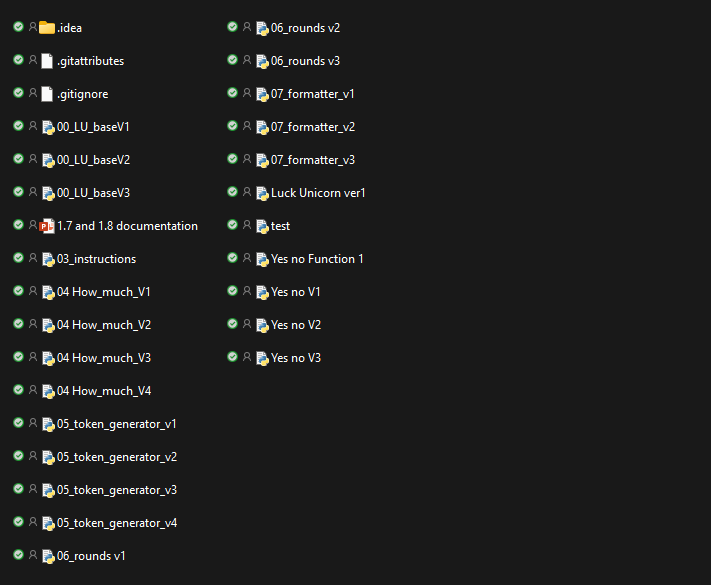 .idea
.gitattributes
.gitignore
00_LU_baseV1
00_LU_baseV2
00_LU_baseV3
1.7 and 1.8 documentation
03_instructions
04 How_much_V1
04 How_much_V2
04 How_much_V3
04 How_much_V4
05_token_generator_v1
05_token_generator_v2
05_token_generator_v3
05_token_generator_v4
06_rounds v1
06_rounds v2
06_rounds v3
07_formatter_v1
07_formatter_v2
07_formatter_v3
Luck Unicorn ver1
test
Yes no Function 1
Yes no V1
Yes no V2
Yes no V3